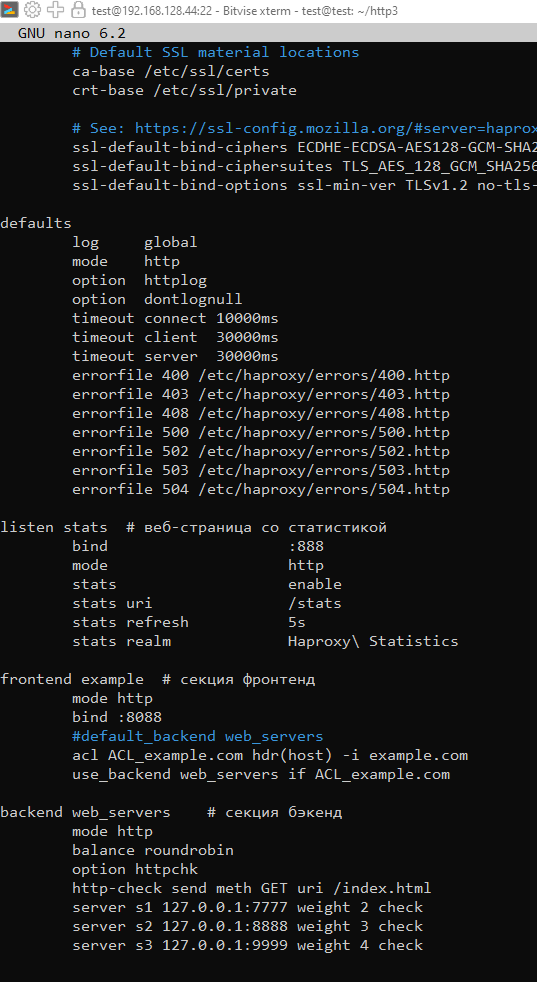 test@192.168.128.44:22 - Bitvise xterm - test@test: ~/http3
GNU nano 6.2
# Default SSL material locations
ca-base /etc/ssl/certs
crt-base /etc/ssl/private
# See: https://ssl-config.mozilla.org/#server=haprox
ssl-default-bind-ciphers ECDHE-ECDSA-AES128-GCM-SHA2
ssl-default-bind-ciphersuites TLS_AES_128_GCM_SHA256
ssl-default-bind-options ssl-min-ver TLSv1.2 no-tls-
defaults
log     global
mode    http
option  httplog
option  dontlognull
timeout connect 10000ms
timeout client  30000ms
timeout server  30000ms
errorfile 400 /etc/haproxy/errors/400.http
errorfile 403 /etc/haproxy/errors/403.http
errorfile 408 /etc/haproxy/errors/408.http
errorfile 500 /etc/haproxy/errors/500.http
errorfile 502 /etc/haproxy/errors/502.http
errorfile 503 /etc/haproxy/errors/503.http
errorfile 504 /etc/haproxy/errors/504.http
listen stats  # веб-страница со статистикой
bind                    :888
mode                    http
stats                   enable
stats uri               /stats
stats refresh           5s
stats realm             Haproxy\ Statistics
frontend example  # секция фронтенд
mode http
bind :8088
#default_backend web_servers
acl ACL_example.com hdr(host) -i example.com
use_backend web_servers if ACL_example.com
backend web_servers    # секция бэкенд
mode http
balance roundrobin
option httpchk
http-check send meth GET uri /index.html
server s1 127.0.0.1:7777 weight 2 check
server s2 127.0.0.1:8888 weight 3 check
server s3 127.0.0.1:9999 weight 4 check